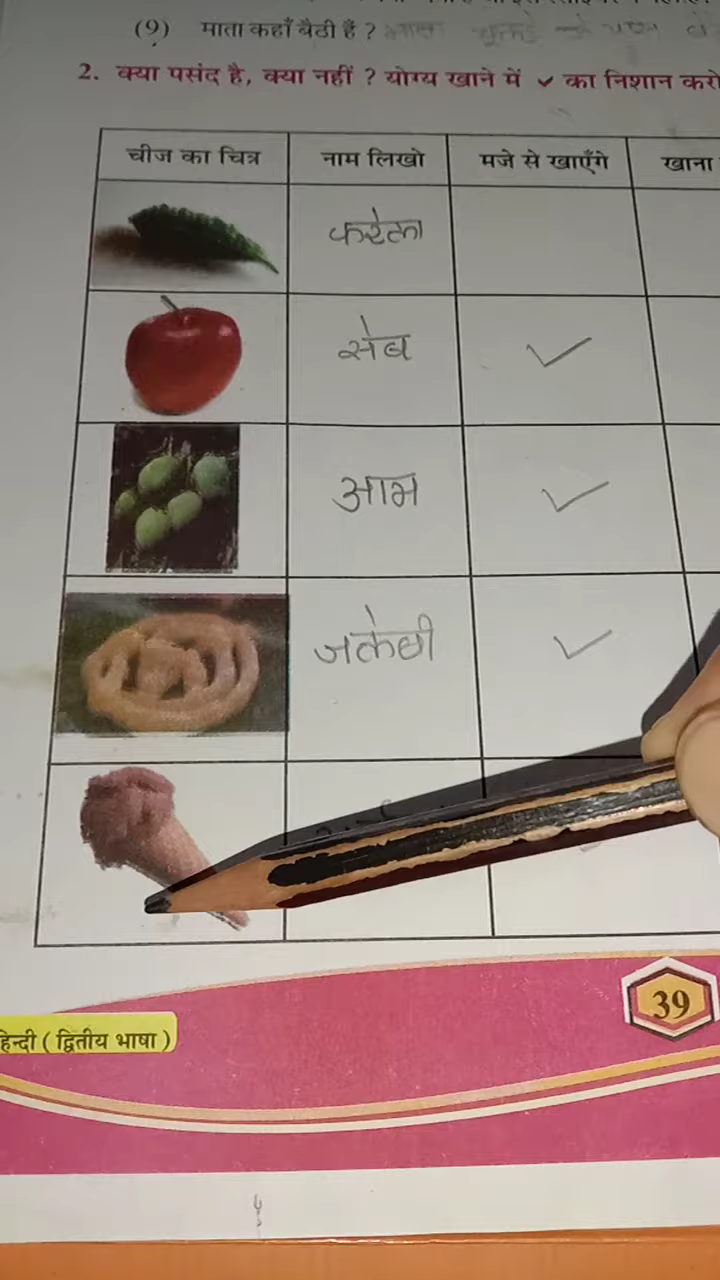 (9) माता कहाँ बैठी हैं ?
2. क्या पसंद है, क्या नहीं ? योग्य खाने में ✓ का निशान करो
चीज का चित्र नाम लिखो मजे से खाएँगे खाना
करेला
सेब ✓
आम ✓
जलेबी ✓
39
हिन्दी ( द्वितीय भाषा )